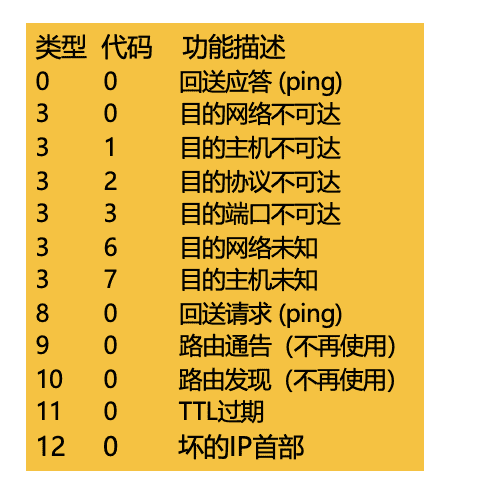 类型 代码 功能描述
0 0 回送应答 (ping)
3 0 目的网络不可达
3 1 目的主机不可达
3 2 目的协议不可达
3 3 目的端口不可达
3 6 目的网络未知
3 7 目的主机未知
8 0 回送请求 (ping)
9 0 路由通告（不再使用）
10 0 路由发现（不再使用）
11 0 TTL过期
12 0 坏的IP首部